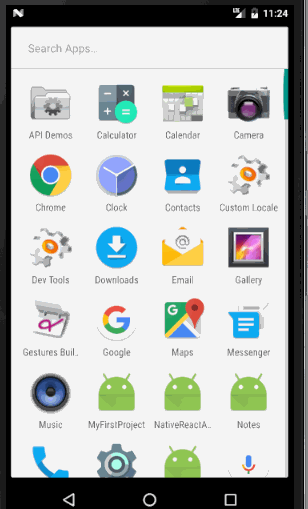 LTE 11:24
Search Apps...
API Demos Calculator Calendar Camera
Chrome Clock Contacts Custom Locale
Dev Tools Downloads Email Gallery
Gestures Buil.. Google Maps Messenger
Music MyFirstProject NativeReactA.. Notes